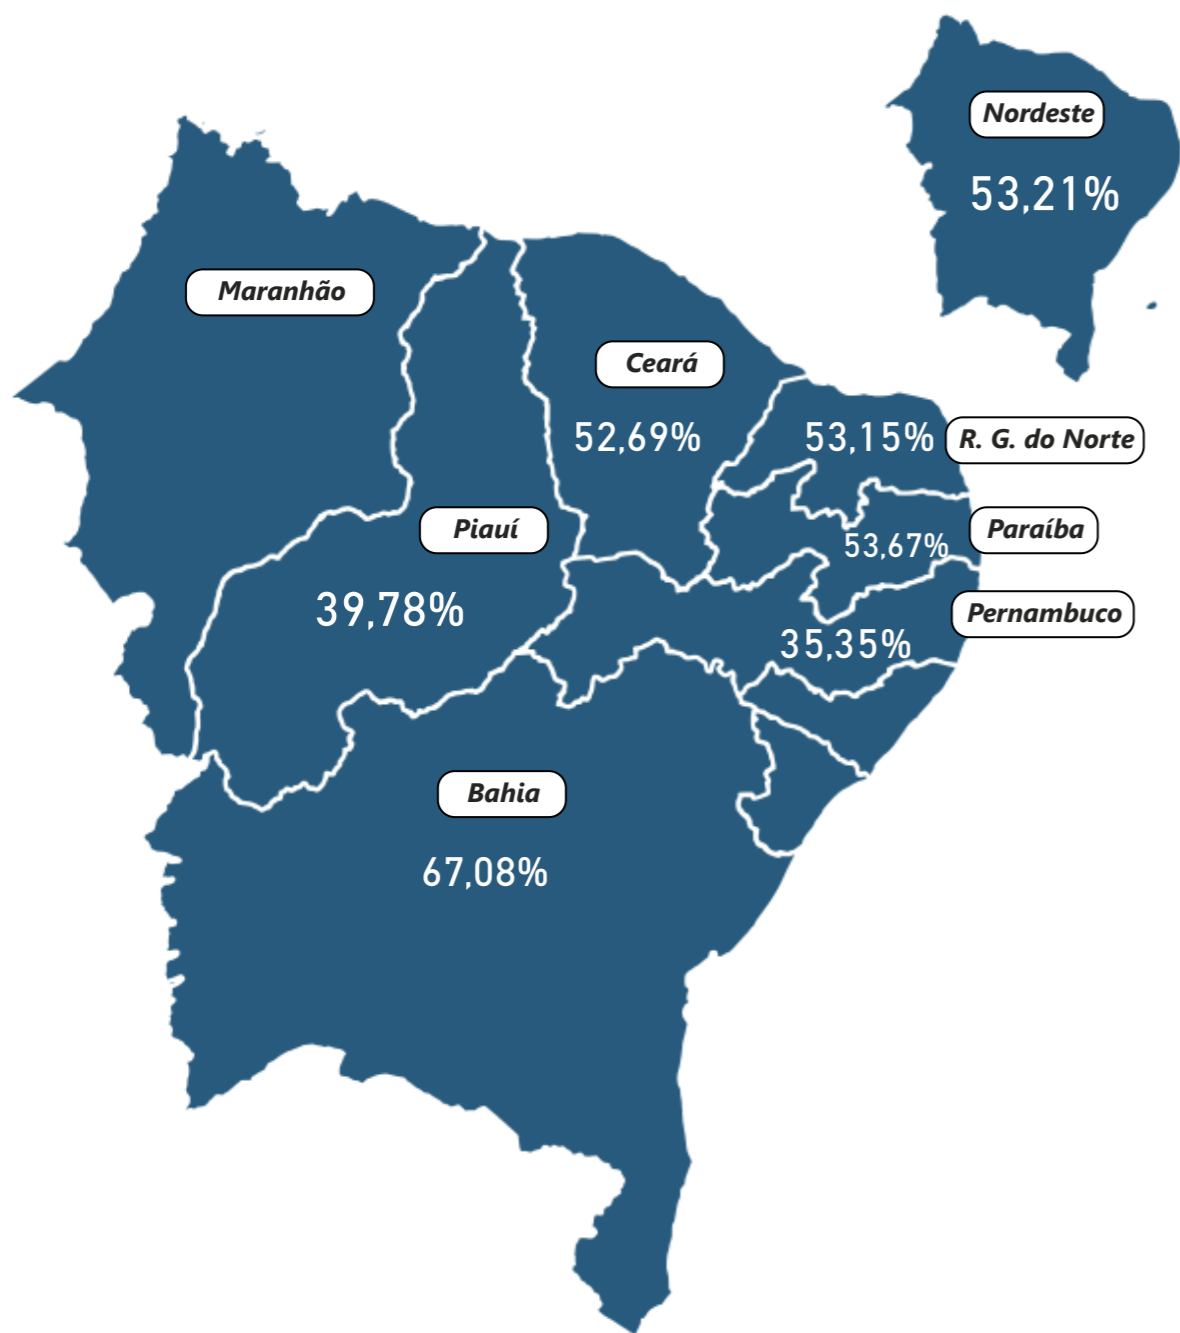 Nordeste
53,21%
Maranhão
Ceará
52,69%
53,15%
R. G. do Norte
Piauí
39,78%
Paraíba
53,67%
Pernambuco
35,35%
Bahia
67,08%